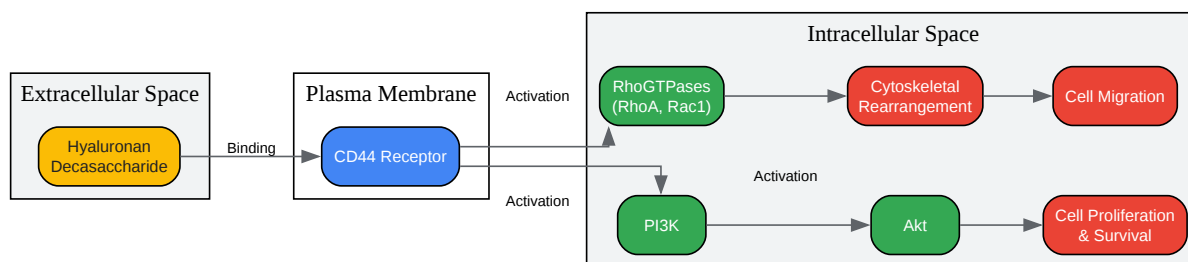 Extracellular Space
Hyaluronan
Decasaccharide
Binding
Plasma Membrane
CD44 Receptor
Activation
Activation
Intracellular Space
RhoGTPases
(RhoA, Rac1)
Cytoskeletal
Rearrangement
Cell Migration
Activation
PI3K
Akt
Cell Proliferation
& Survival